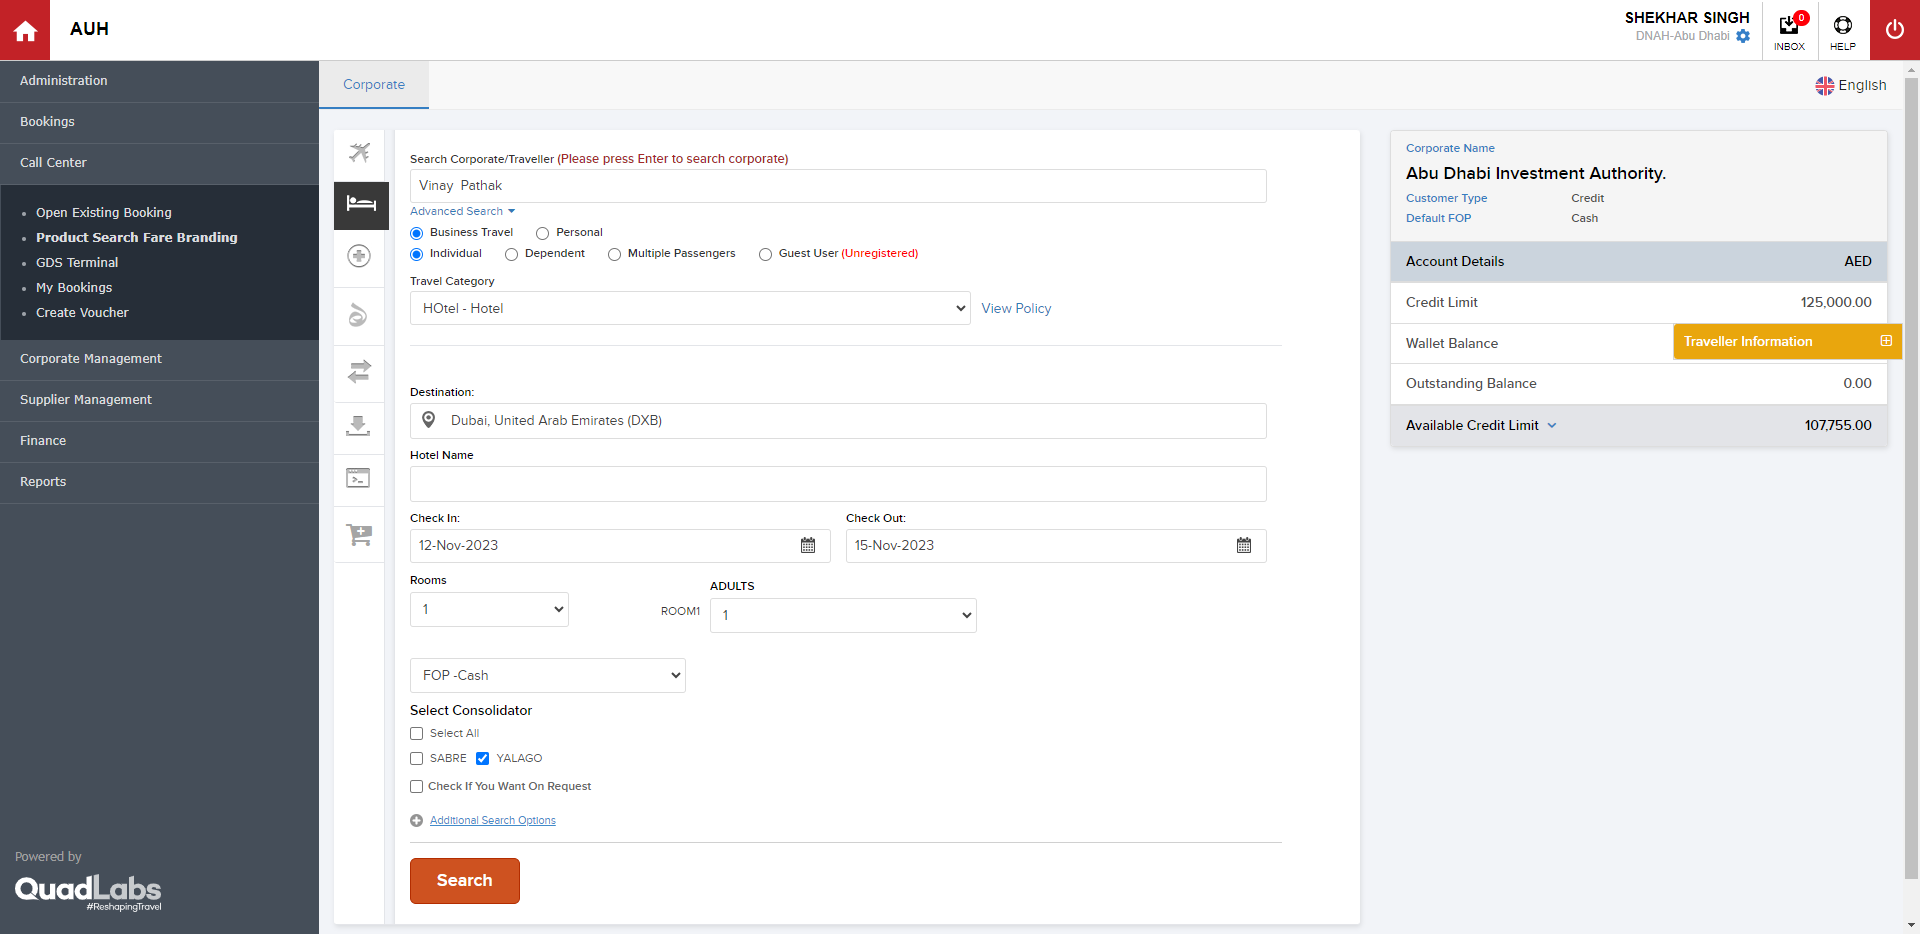 AUH
SHEKHAR SINGH
DNAH-Abu Dhabi
0
INBOX
HELP
Administration
Bookings
Call Center
Open Existing Booking
Product Search Fare Branding
GDS Terminal
My Bookings
Create Voucher
Corporate Management
Supplier Management
Finance
Reports
Powered by
QuadLabs
#ReshapingTravel
Corporate
English
Search Corporate/Traveller (Please press Enter to search corporate)
Vinay  Pathak
Advanced Search
Business Travel Personal
Individual Dependent Multiple Passengers Guest User (Unregistered)
Travel Category
HOtel - Hotel View Policy
Destination:
Dubai, United Arab Emirates (DXB)
Hotel Name
Check In: Check Out:
12-Nov-2023 15-Nov-2023
Rooms ADULTS
1 ROOM1 1
FOP -Cash
Select Consolidator
Select All
SABRE YALAGO
Check If You Want On Request
Additional Search Options
Search
Corporate Name
Abu Dhabi Investment Authority.
Customer Type Credit
Default FOP Cash
Account Details AED
Credit Limit 125,000.00
Wallet Balance
Traveller Information
Outstanding Balance 0.00
Available Credit Limit 107,755.00